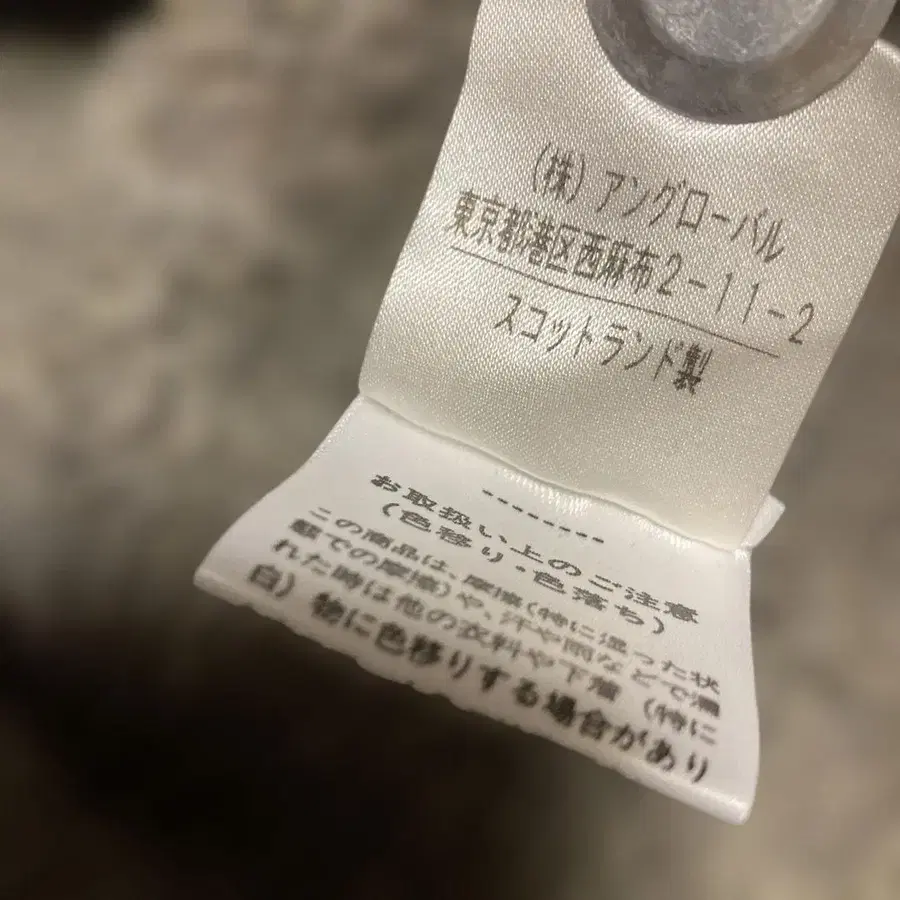 (株) アングローバル
東京都港区西麻布2-11-2
スコットランド製
--------
お取扱い上のご注意
(色移り・色落ち)
この商品は、摩擦(特に湿った状
態での摩擦)や、汗や雨などで濡
れた時は他の衣料や下着 (特に
白) 物に色移りする場合があり